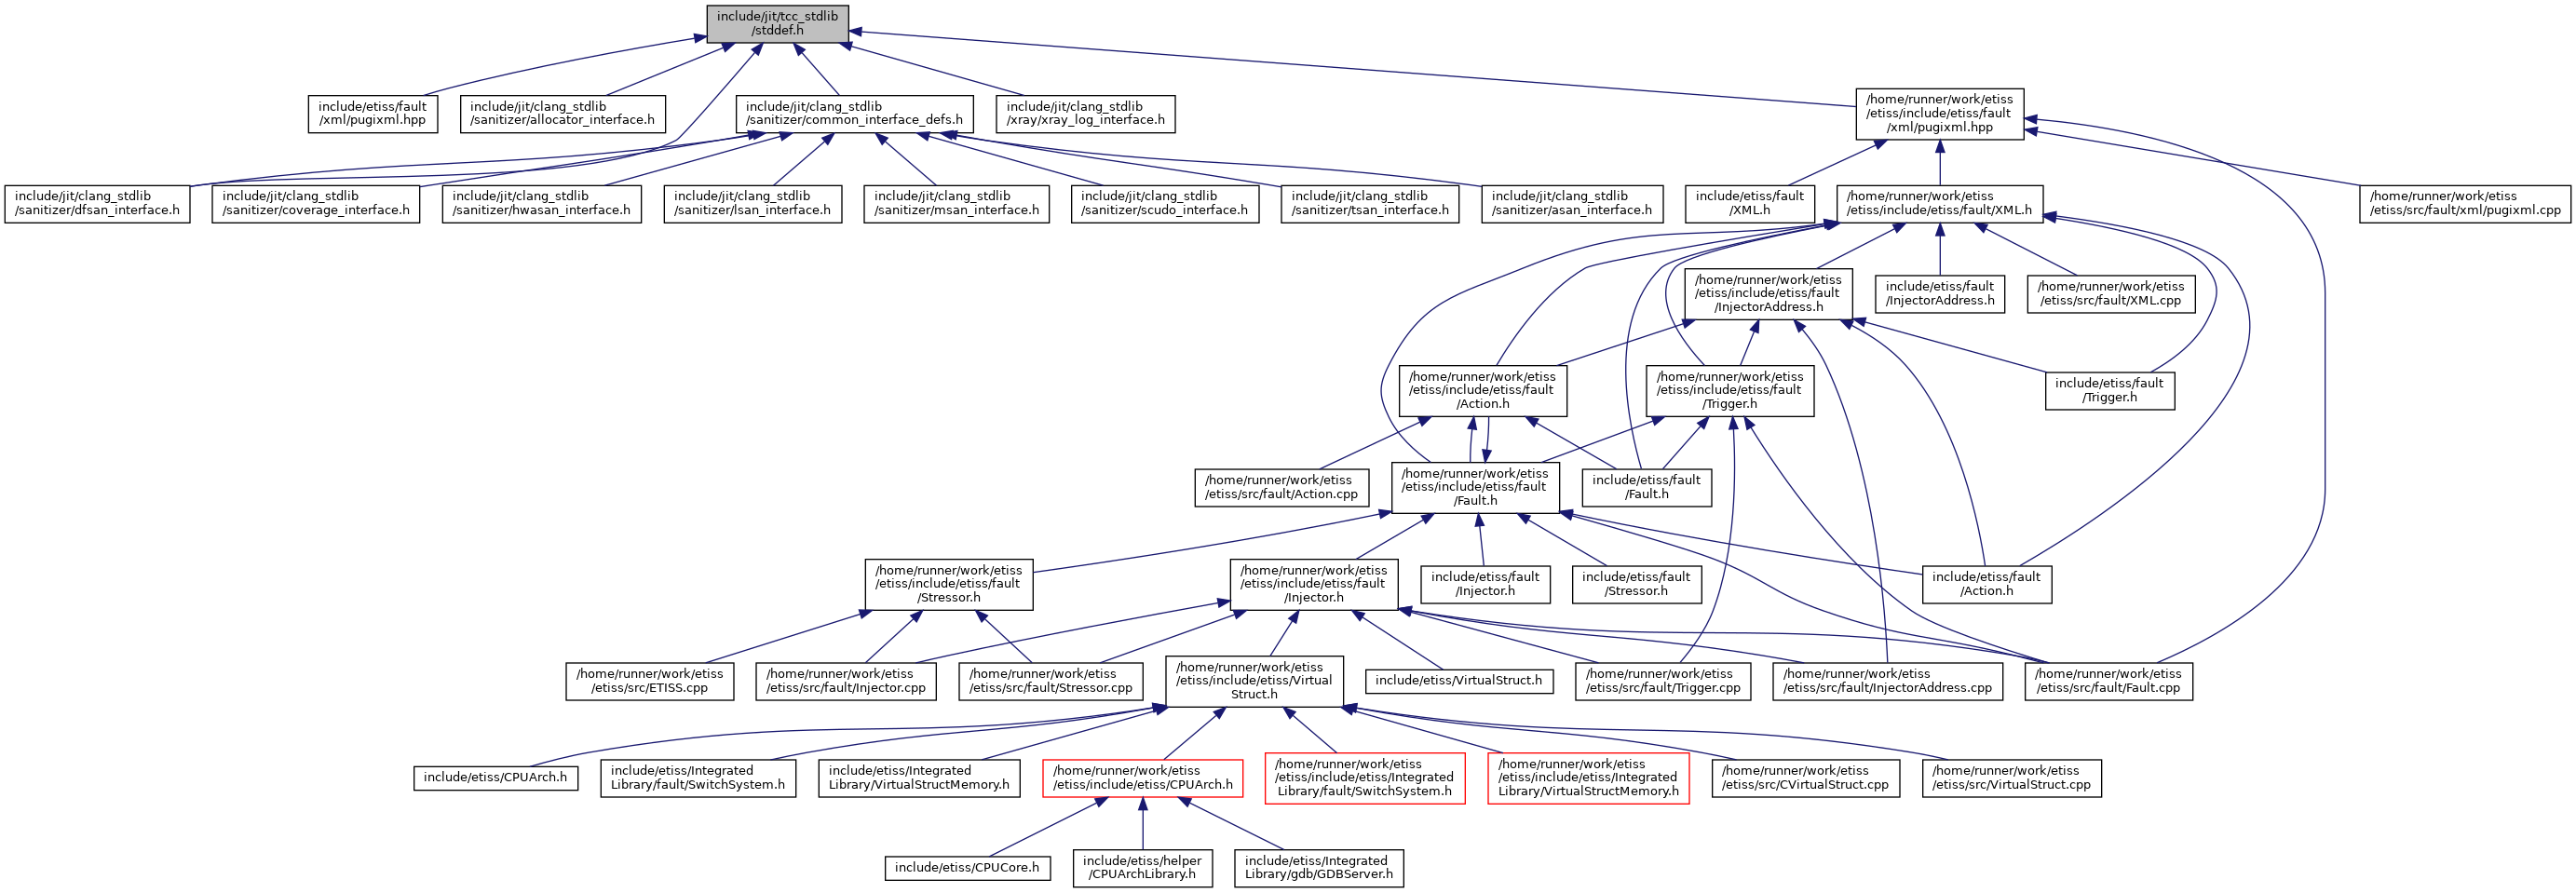 include/jit/tcc_stdlib
/stddef.h
include/etiss/fault
/xml/pugixml.hpp
include/jit/clang_stdlib
/sanitizer/allocator_interface.h
include/jit/clang_stdlib
/sanitizer/common_interface_defs.h
include/jit/clang_stdlib
/xray/xray_log_interface.h
/home/runner/work/etiss
/etiss/include/etiss/fault
/xml/pugixml.hpp
include/jit/clang_stdlib
/sanitizer/dfsan_interface.h
include/jit/clang_stdlib
/sanitizer/coverage_interface.h
include/jit/clang_stdlib
/sanitizer/hwasan_interface.h
include/jit/clang_stdlib
/sanitizer/lsan_interface.h
include/jit/clang_stdlib
/sanitizer/msan_interface.h
include/jit/clang_stdlib
/sanitizer/scudo_interface.h
include/jit/clang_stdlib
/sanitizer/tsan_interface.h
include/jit/clang_stdlib
/sanitizer/asan_interface.h
include/etiss/fault
/XML.h
/home/runner/work/etiss
/etiss/include/etiss/fault/XML.h
/home/runner/work/etiss
/etiss/src/fault/xml/pugixml.cpp
/home/runner/work/etiss
/etiss/include/etiss/fault
/InjectorAddress.h
include/etiss/fault
/InjectorAddress.h
/home/runner/work/etiss
/etiss/src/fault/XML.cpp
/home/runner/work/etiss
/etiss/include/etiss/fault
/Action.h
/home/runner/work/etiss
/etiss/include/etiss/fault
/Trigger.h
include/etiss/fault
/Trigger.h
/home/runner/work/etiss
/etiss/src/fault/Action.cpp
/home/runner/work/etiss
/etiss/include/etiss/fault
/Fault.h
include/etiss/fault
/Fault.h
/home/runner/work/etiss
/etiss/include/etiss/fault
/Stressor.h
/home/runner/work/etiss
/etiss/include/etiss/fault
/Injector.h
include/etiss/fault
/Injector.h
include/etiss/fault
/Stressor.h
include/etiss/fault
/Action.h
/home/runner/work/etiss
/etiss/src/ETISS.cpp
/home/runner/work/etiss
/etiss/src/fault/Injector.cpp
/home/runner/work/etiss
/etiss/src/fault/Stressor.cpp
/home/runner/work/etiss
/etiss/include/etiss/Virtual
Struct.h
include/etiss/VirtualStruct.h
/home/runner/work/etiss
/etiss/src/fault/Trigger.cpp
/home/runner/work/etiss
/etiss/src/fault/InjectorAddress.cpp
/home/runner/work/etiss
/etiss/src/fault/Fault.cpp
include/etiss/CPUArch.h
include/etiss/Integrated
Library/fault/SwitchSystem.h
include/etiss/Integrated
Library/VirtualStructMemory.h
/home/runner/work/etiss
/etiss/include/etiss/CPUArch.h
/home/runner/work/etiss
/etiss/include/etiss/Integrated
Library/fault/SwitchSystem.h
/home/runner/work/etiss
/etiss/include/etiss/Integrated
Library/VirtualStructMemory.h
/home/runner/work/etiss
/etiss/src/CVirtualStruct.cpp
/home/runner/work/etiss
/etiss/src/VirtualStruct.cpp
include/etiss/CPUCore.h
include/etiss/helper
/CPUArchLibrary.h
include/etiss/Integrated
Library/gdb/GDBServer.h